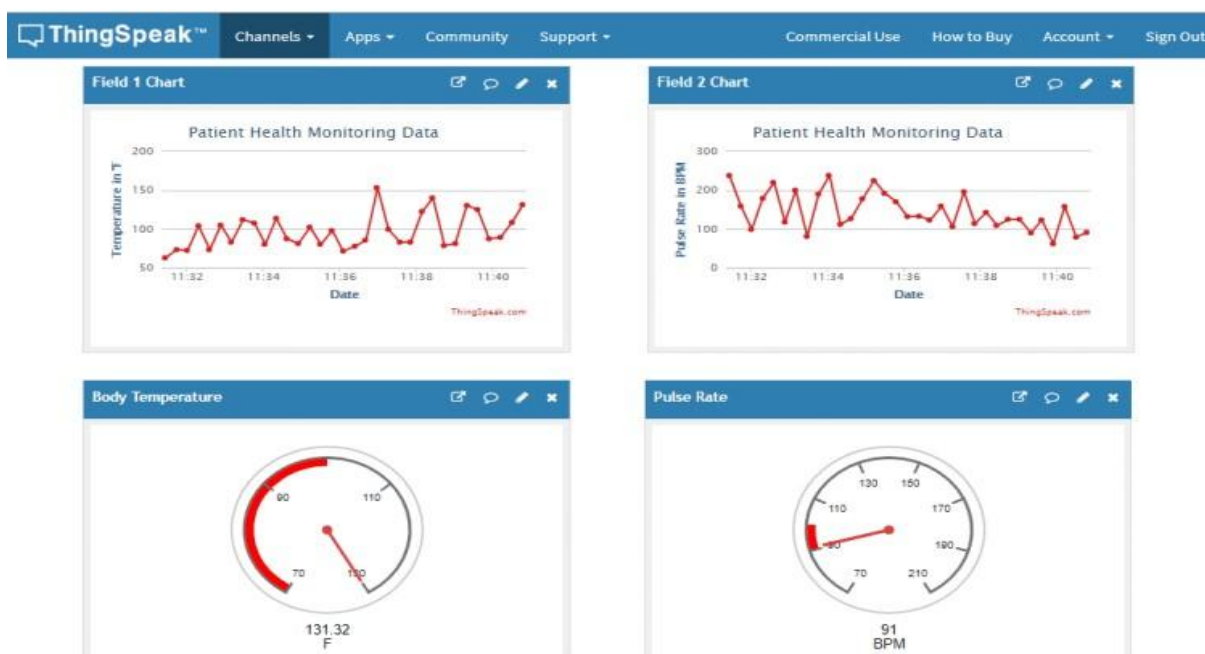 ThingSpeak™ Channels Apps Community Support Commercial Use How to Buy Account Sign Out
Field 1 Chart
Patient Health Monitoring Data
Temperature in °F
200
150
100
50
11:32 11:34 11:36 11:38 11:40
Date
ThingSpeak.com
Field 2 Chart
Patient Health Monitoring Data
Pulse Rate in BPM
300
200
100
0
11:32 11:34 11:36 11:38 11:40
Date
ThingSpeak.com
Body Temperature
90 110
70
131.32
F
Pulse Rate
130 150
110 170
90 190
70 210
91
BPM